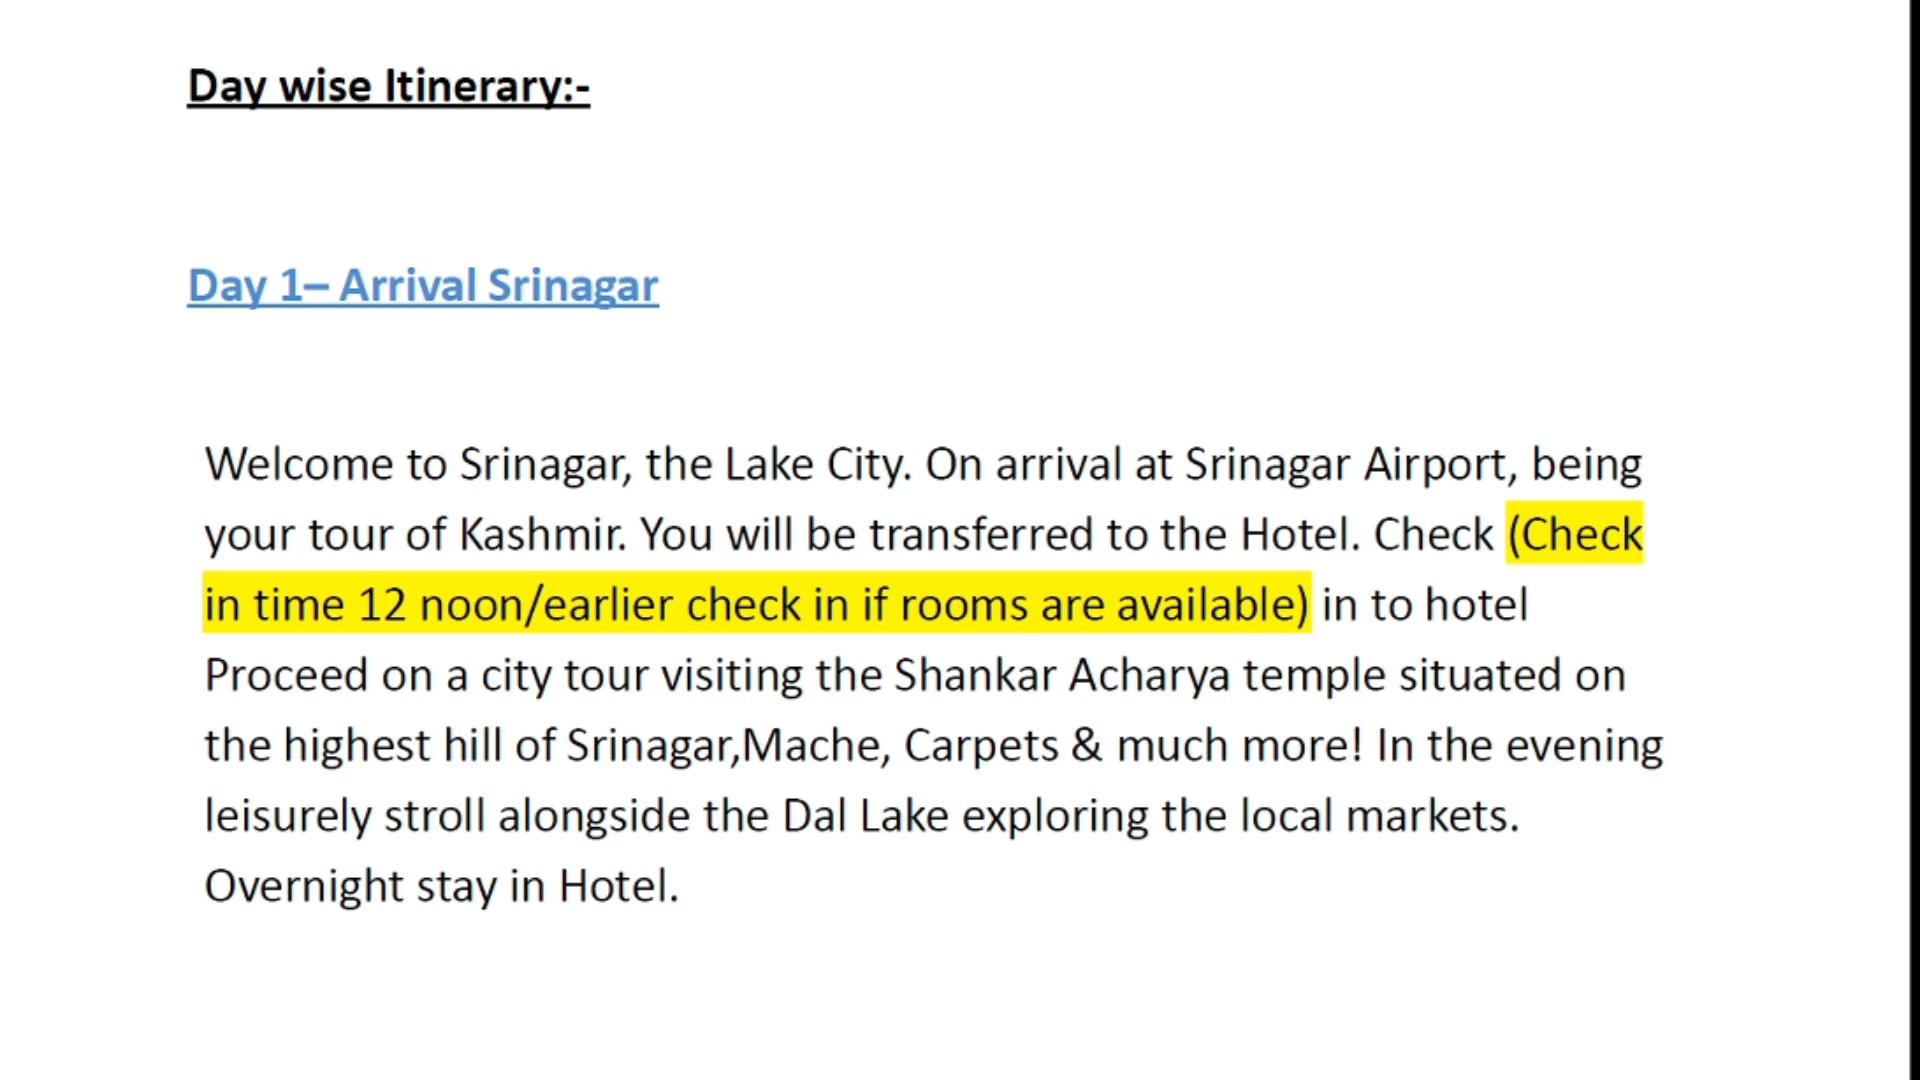 Day wise Itinerary:-
Day 1– Arrival Srinagar
Welcome to Srinagar, the Lake City. On arrival at Srinagar Airport, being
your tour of Kashmir. You will be transferred to the Hotel. Check (Check
in time 12 noon/earlier check in if rooms are available) in to hotel
Proceed on a city tour visiting the Shankar Acharya temple situated on
the highest hill of Srinagar,Mache, Carpets & much more! In the evening
leisurely stroll alongside the Dal Lake exploring the local markets.
Overnight stay in Hotel.